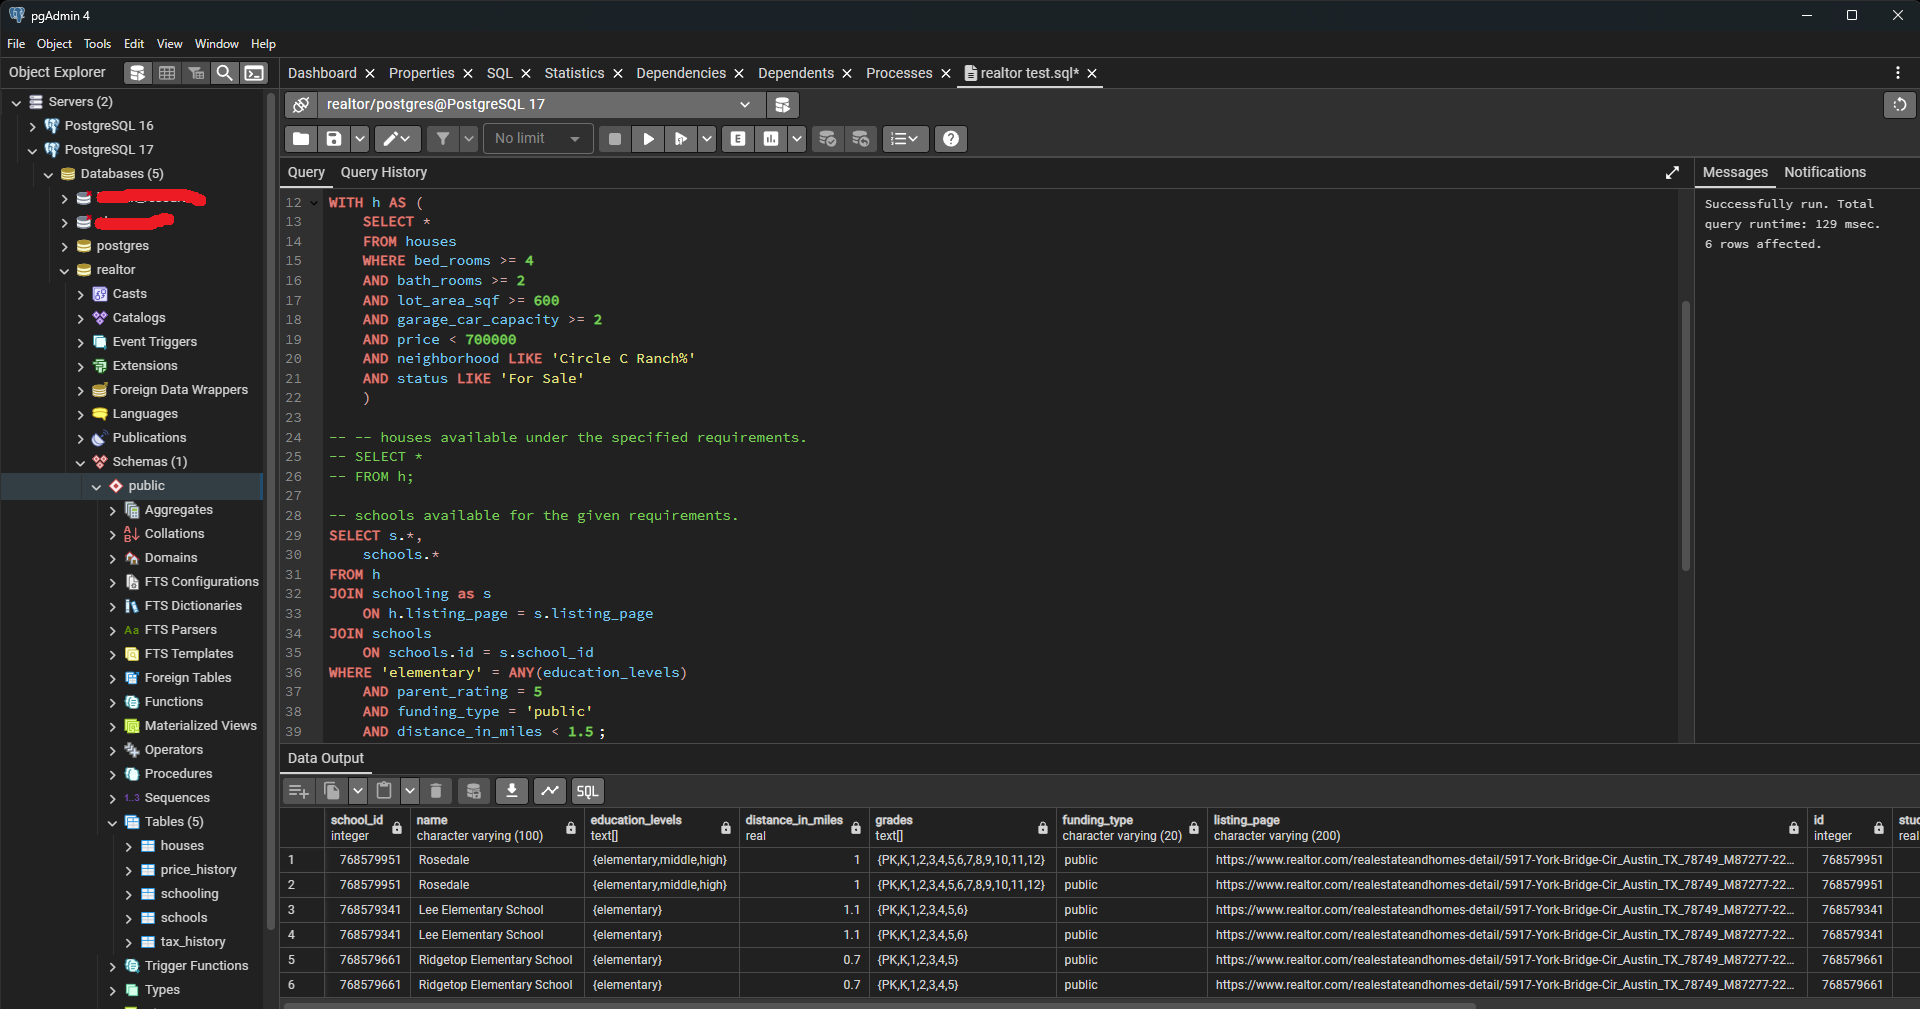 pgAdmin 4
File Object Tools Edit View Window Help
Object Explorer
Servers (2)
PostgreSQL 16
PostgreSQL 17
Databases (5)
postgres
realtor
Casts
Catalogs
Event Triggers
Extensions
Foreign Data Wrappers
Languages
Publications
Schemas (1)
public
Aggregates
Collations
Domains
FTS Configurations
FTS Dictionaries
Aa FTS Parsers
FTS Templates
Foreign Tables
Functions
Materialized Views
Operators
Procedures
1..3 Sequences
Tables (5)
houses
price_history
schooling
schools
tax_history
Trigger Functions
Types
Dashboard Properties SQL Statistics Dependencies Dependents Processes realtor test.sql*
realtor/postgres@PostgreSQL 17
No limit E
Query Query History
12 WITH h AS (
13 SELECT *
14 FROM houses
15 WHERE bed_rooms >= 4
16 AND bath_rooms >= 2
17 AND lot_area_sqf >= 600
18 AND garage_car_capacity >= 2
19 AND price < 700000
20 AND neighborhood LIKE 'Circle C Ranch%'
21 AND status LIKE 'For Sale'
22 )
23
24 -- -- houses available under the specified requirements.
25 -- SELECT *
26 -- FROM h;
27
28 -- schools available for the given requirements.
29 SELECT s.*,
30 schools.*
31 FROM h
32 JOIN schooling as s
33 ON h.listing_page = s.listing_page
34 JOIN schools
35 ON schools.id = s.school_id
36 WHERE 'elementary' = ANY(education_levels)
37 AND parent_rating = 5
38 AND funding_type = 'public'
39 AND distance_in_miles < 1.5 ;
Messages Notifications
Successfully run. Total
query runtime: 129 msec.
6 rows affected.
Data Output
SQL
school_id name education_levels distance_in_miles grades funding_type listing_page id stud
integer character varying (100) text[] real text[] character varying (20) character varying (200) integer real
1 768579951 Rosedale {elementary,middle,high} 1 {PK,K,1,2,3,4,5,6,7,8,9,10,11,12} public https://www.realtor.com/realestateandhomes-detail/5917-York-Bridge-Cir_Austin_TX_78749_M87277-22... 768579951
2 768579951 Rosedale {elementary,middle,high} 1 {PK,K,1,2,3,4,5,6,7,8,9,10,11,12} public https://www.realtor.com/realestateandhomes-detail/5917-York-Bridge-Cir_Austin_TX_78749_M87277-22... 768579951
3 768579341 Lee Elementary School {elementary} 1.1 {PK,K,1,2,3,4,5,6} public https://www.realtor.com/realestateandhomes-detail/5917-York-Bridge-Cir_Austin_TX_78749_M87277-22... 768579341
4 768579341 Lee Elementary School {elementary} 1.1 {PK,K,1,2,3,4,5,6} public https://www.realtor.com/realestateandhomes-detail/5917-York-Bridge-Cir_Austin_TX_78749_M87277-22... 768579341
5 768579661 Ridgetop Elementary School {elementary} 0.7 {PK,K,1,2,3,4,5} public https://www.realtor.com/realestateandhomes-detail/5917-York-Bridge-Cir_Austin_TX_78749_M87277-22... 768579661
6 768579661 Ridgetop Elementary School {elementary} 0.7 {PK,K,1,2,3,4,5} public https://www.realtor.com/realestateandhomes-detail/5917-York-Bridge-Cir_Austin_TX_78749_M87277-22... 768579661